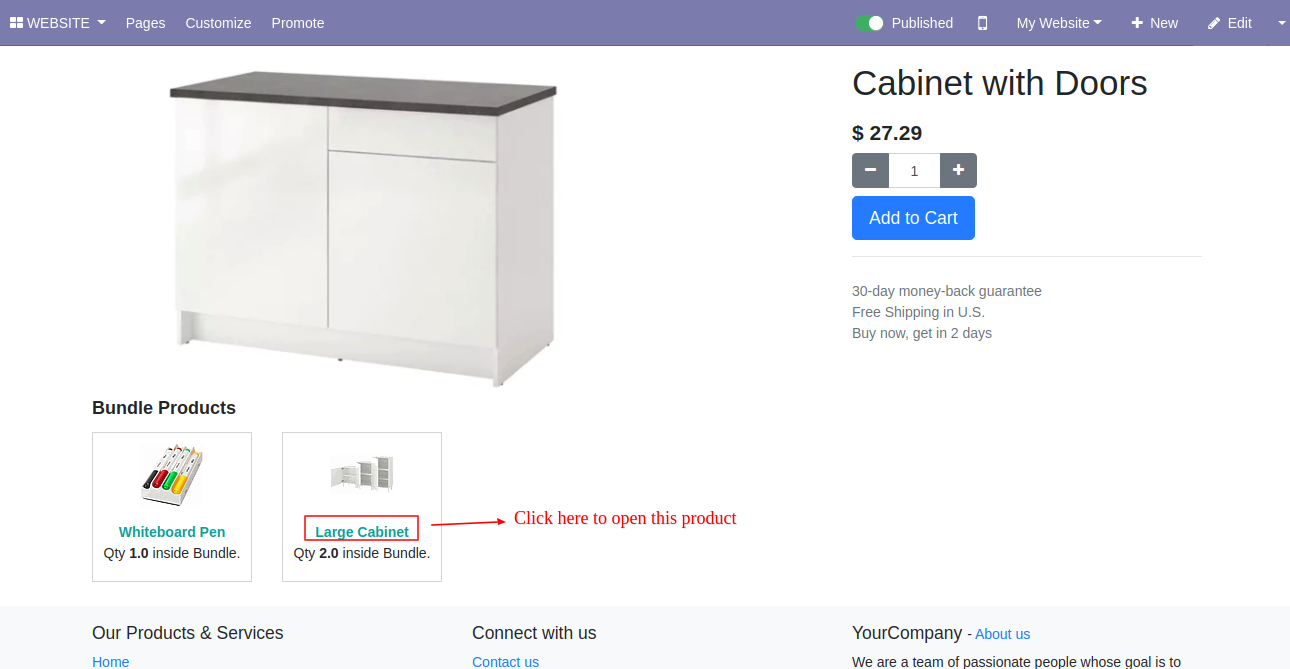 WEBSITE Pages Customize Promote Published My Website New Edit
Cabinet with Doors
$ 27.29
1
Add to Cart
30-day money-back guarantee
Free Shipping in U.S.
Buy now, get in 2 days
Bundle Products
Whiteboard Pen
Qty 1.0 inside Bundle.
Large Cabinet
Qty 2.0 inside Bundle.
Click here to open this product
Our Products & Services
Home
Connect with us
Contact us
YourCompany - About us
We are a team of passionate people whose goal is to